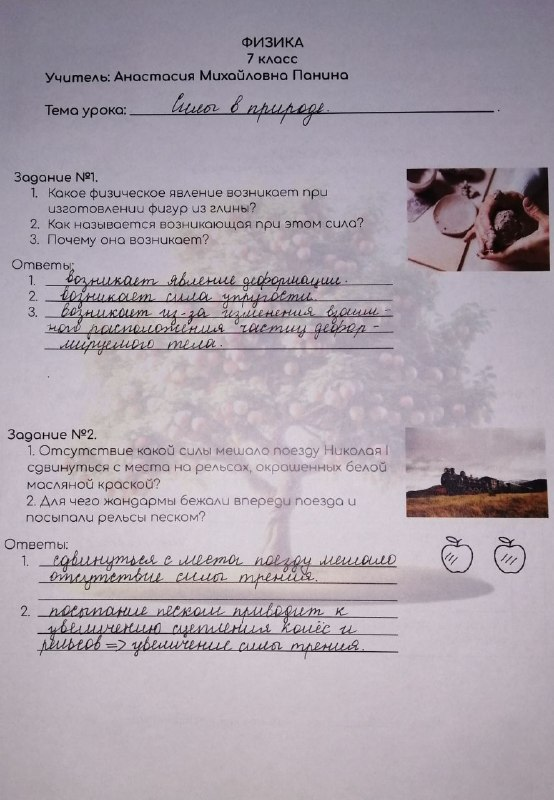 ФИЗИКА
7 класс
Учитель: Анастасия Михайловна Панина
Тема урока: Силы в природе.
Задание №1.
1. Какое физическое явление возникает при
изготовлении фигур из глины?
2. Как называется возникающая при этом сила?
3. Почему она возникает?
Ответы:
1. возникает явление деформации.
2. возникает сила упругости.
3. возникает из-за изменения взаим-
ного расположения частиц дефор-
мируемого тела.
Задание №2.
1. Отсутствие какой силы мешало поезду Николая I
сдвинуться с места на рельсах, окрашенных белой
масляной краской?
2. Для чего жандармы бежали впереди поезда и
посыпали рельсы песком?
Ответы:
1. сдвинуться с места поезду мешало
отсутствие силы трения.
2. посыпание песком приводит к
увеличению сцепления колёс и
рельсов => увеличение силы трения.